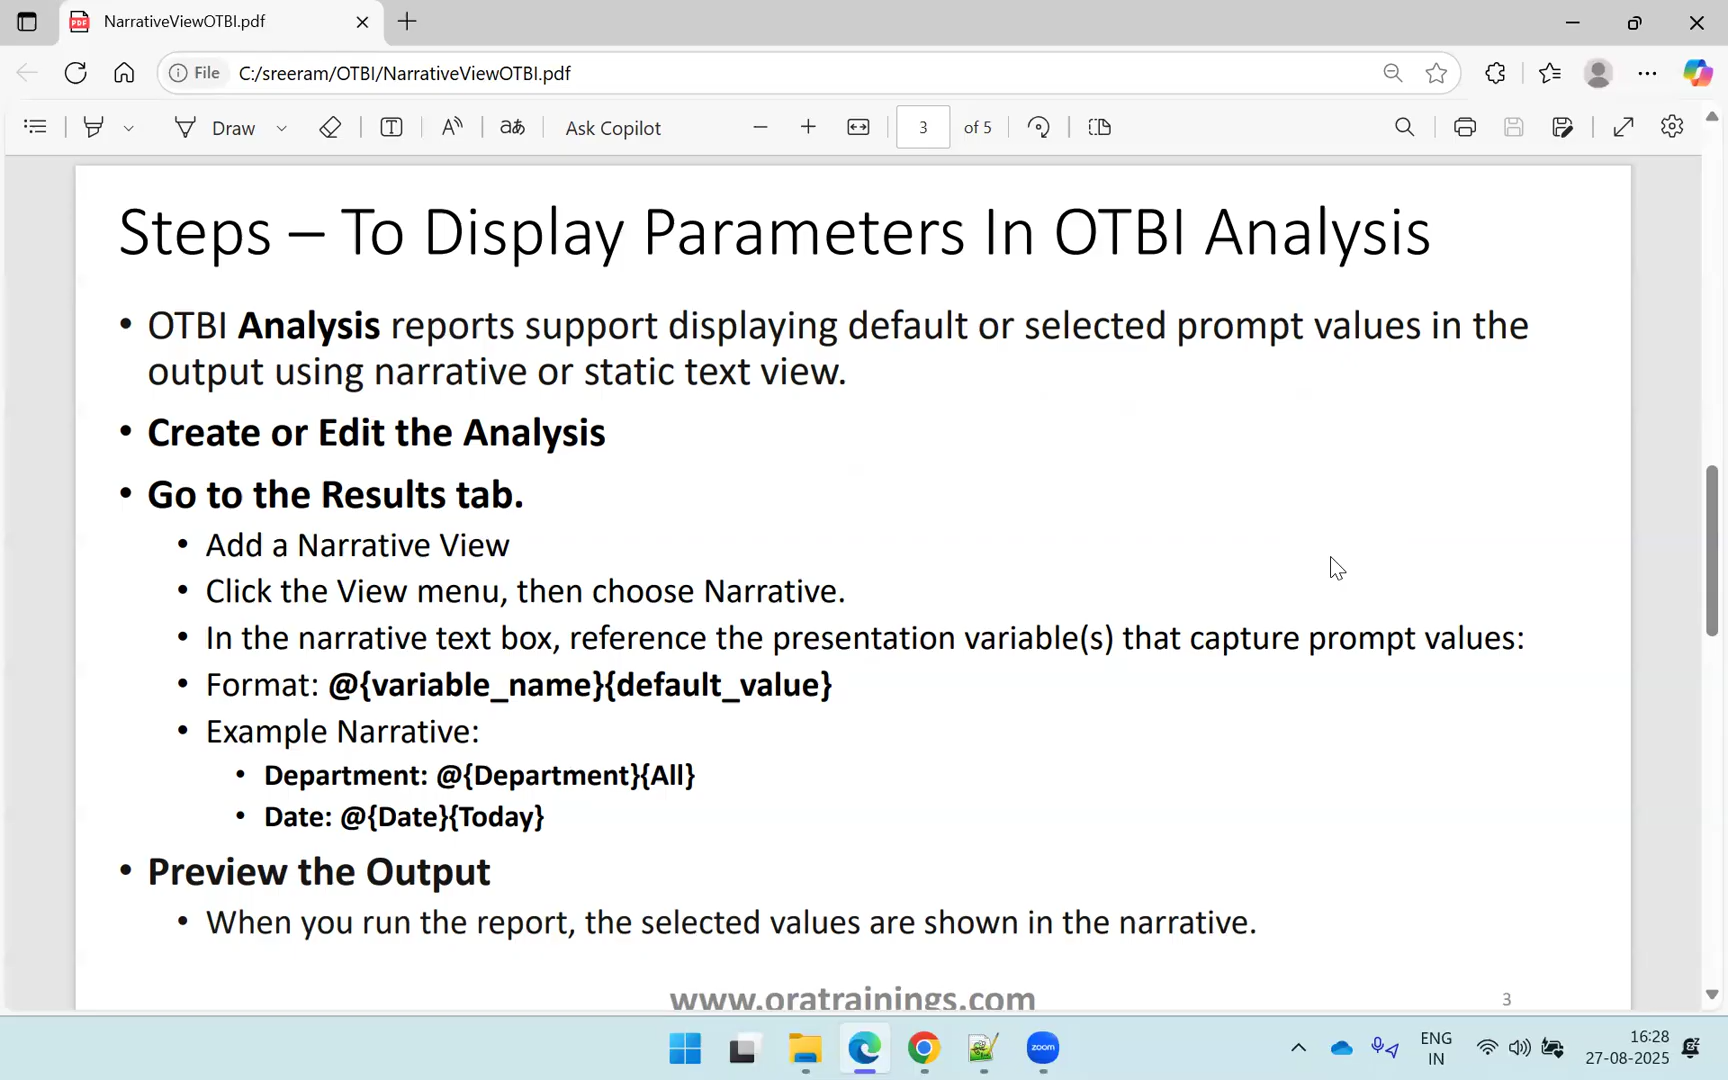 NarrativeViewOTBI.pdf
File C:/sreeram/OTBI/NarrativeViewOTBI.pdf
Draw Ask Copilot 3 of 5
Steps – To Display Parameters In OTBI Analysis
• OTBI Analysis reports support displaying default or selected prompt values in the
output using narrative or static text view.
• Create or Edit the Analysis
• Go to the Results tab.
• Add a Narrative View
• Click the View menu, then choose Narrative.
• In the narrative text box, reference the presentation variable(s) that capture prompt values:
• Format: @{variable_name}{default_value}
• Example Narrative:
• Department: @{Department}{All}
• Date: @{Date}{Today}
• Preview the Output
• When you run the report, the selected values are shown in the narrative.
www.oratrainings.com 3
zoom
ENG
IN
16:28
27-08-2025